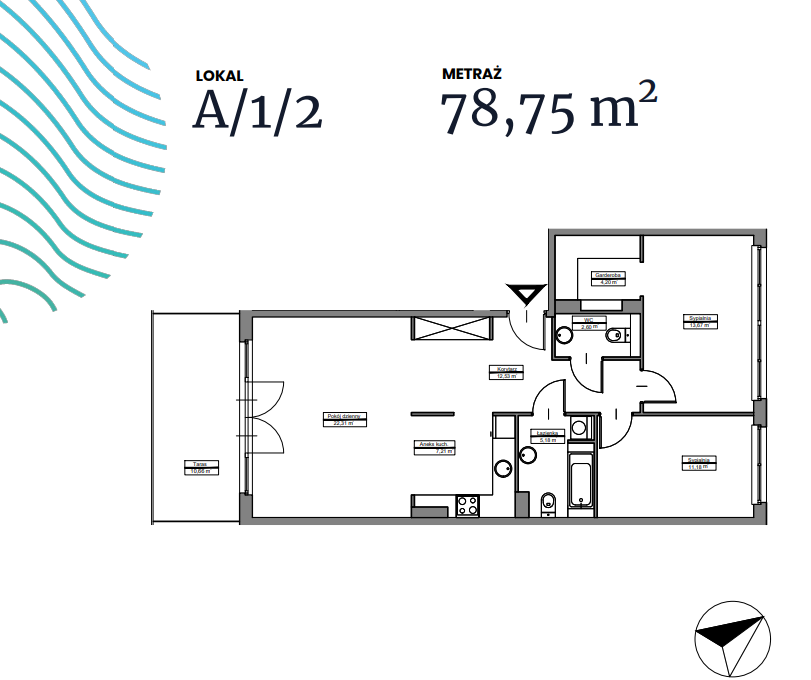 LOKAL
A/1/2
METRAŻ
78,75 m²
Garderoba
4,20 m²
Sypialnia
13,67 m²
WC
2,60 m²
Korytarz
12,53 m²
Pokój dzienny
22,31 m²
Aneks kuch.
7,21 m²
Łazienka
5,18 m²
Sypialnia
11,18 m²
Taras
10,66 m²